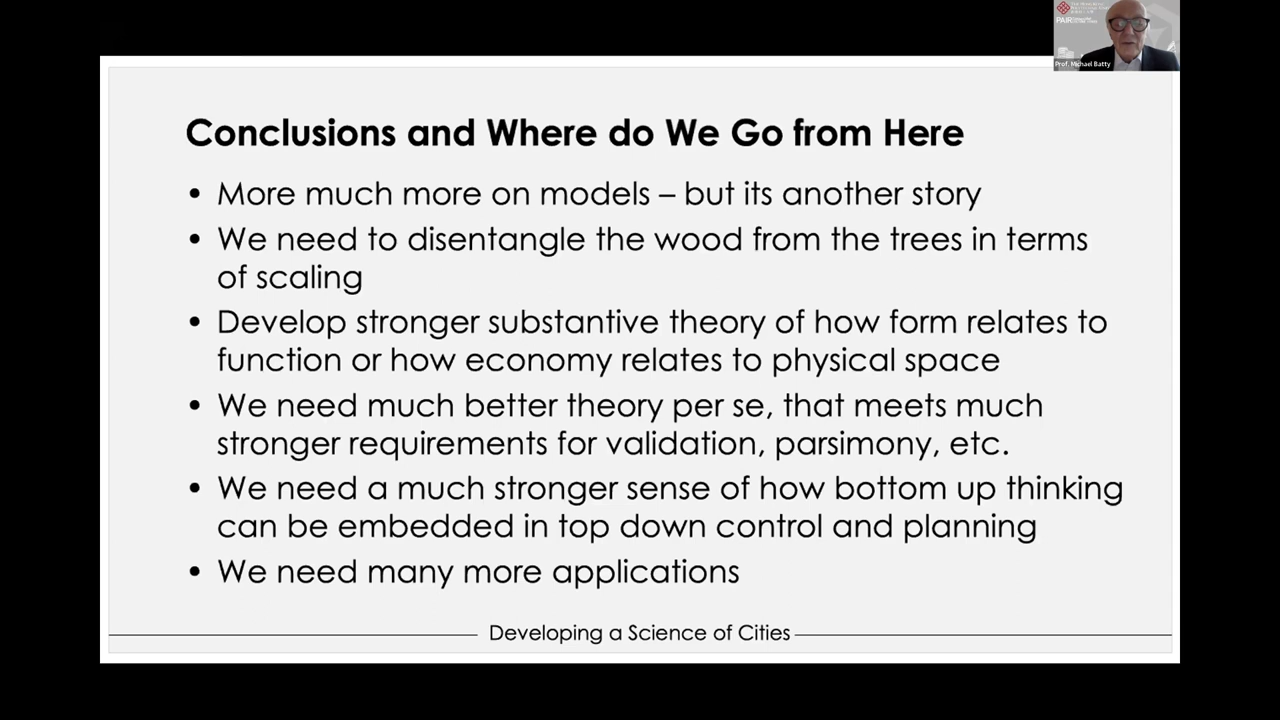 PAIR
Prof. Michael Batty
Conclusions and Where do We Go from Here
• More much more on models – but its another story
• We need to disentangle the wood from the trees in terms
of scaling
• Develop stronger substantive theory of how form relates to
function or how economy relates to physical space
• We need much better theory per se, that meets much
stronger requirements for validation, parsimony, etc.
• We need a much stronger sense of how bottom up thinking
can be embedded in top down control and planning
• We need many more applications
Developing a Science of Cities